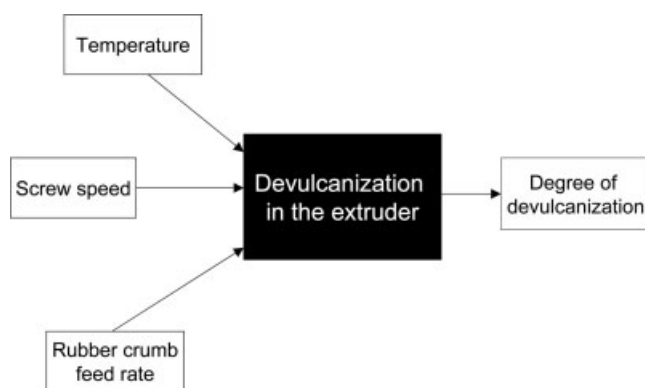 Temperature
Screw speed
Devulcanization
in the extruder
Degree of
devulcanization
Rubber crumb
feed rate